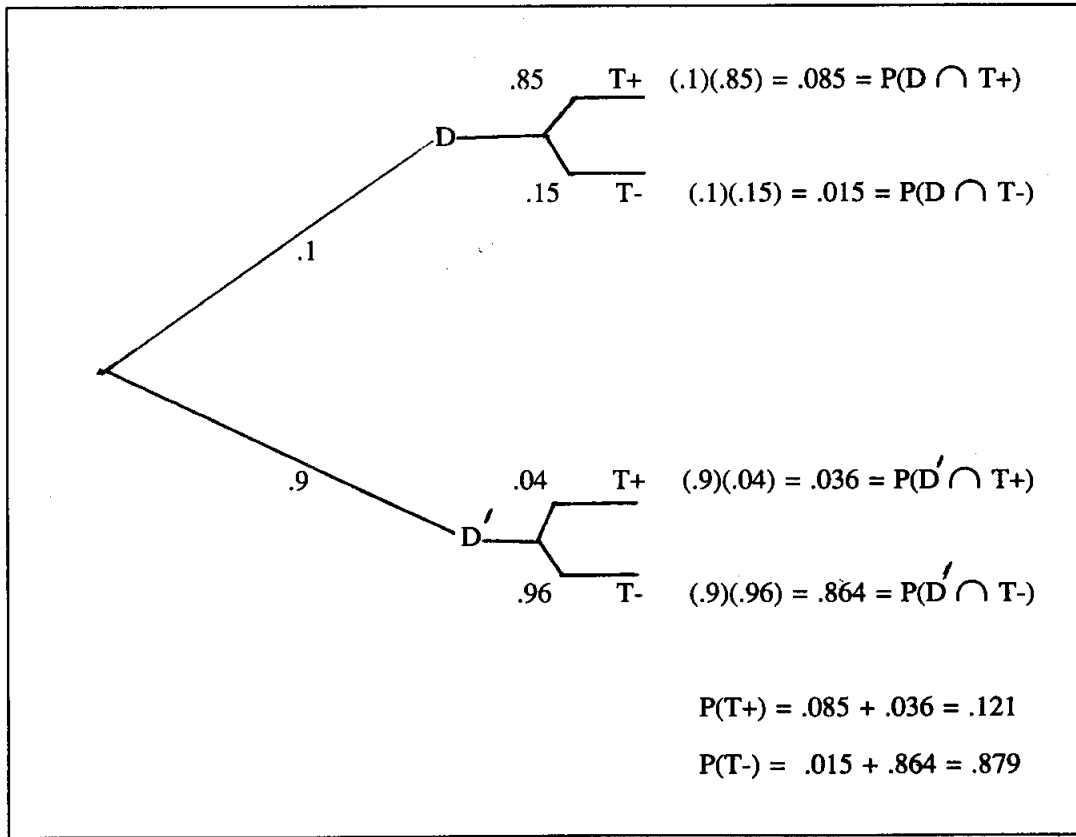 .85 T+ (.1)(.85) = .085 = P(D ∩ T+)
D
.15 T- (.1)(.15) = .015 = P(D ∩ T-)
.1
.9
.04 T+ (.9)(.04) = .036 = P(D′ ∩ T+)
D′
.96 T- (.9)(.96) = .864 = P(D′ ∩ T-)
P(T+) = .085 + .036 = .121
P(T-) = .015 + .864 = .879